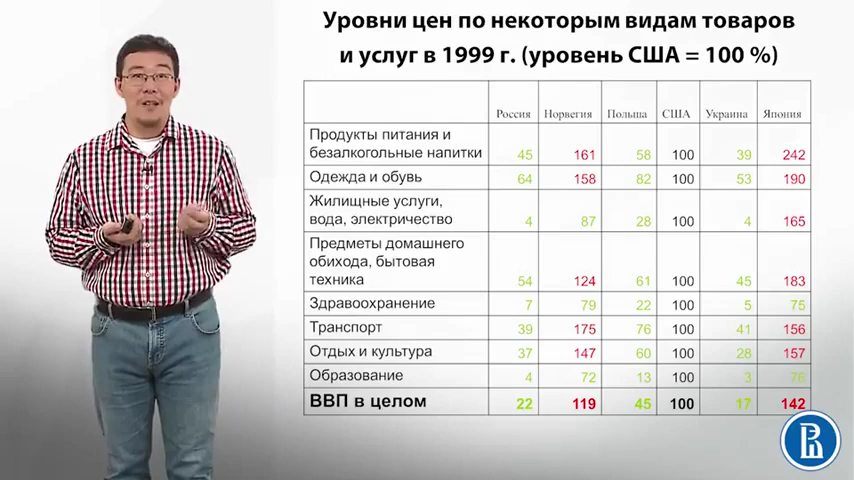 Уровни цен по некоторым видам товаров
и услуг в 1999 г. (уровень США = 100 %)
Россия Норвегия Польша США Украина Япония
Продукты питания и
безалкогольные напитки 45 161 58 100 39 242
Одежда и обувь 64 158 82 100 53 190
Жилищные услуги,
вода, электричество 4 87 28 100 4 165
Предметы домашнего
обихода, бытовая
техника 54 124 61 100 45 183
Здравоохранение 7 79 22 100 5 75
Транспорт 39 175 76 100 41 156
Отдых и культура 37 147 60 100 28 157
Образование 4 72 13 100 3 76
ВВП в целом 22 119 45 100 17 142